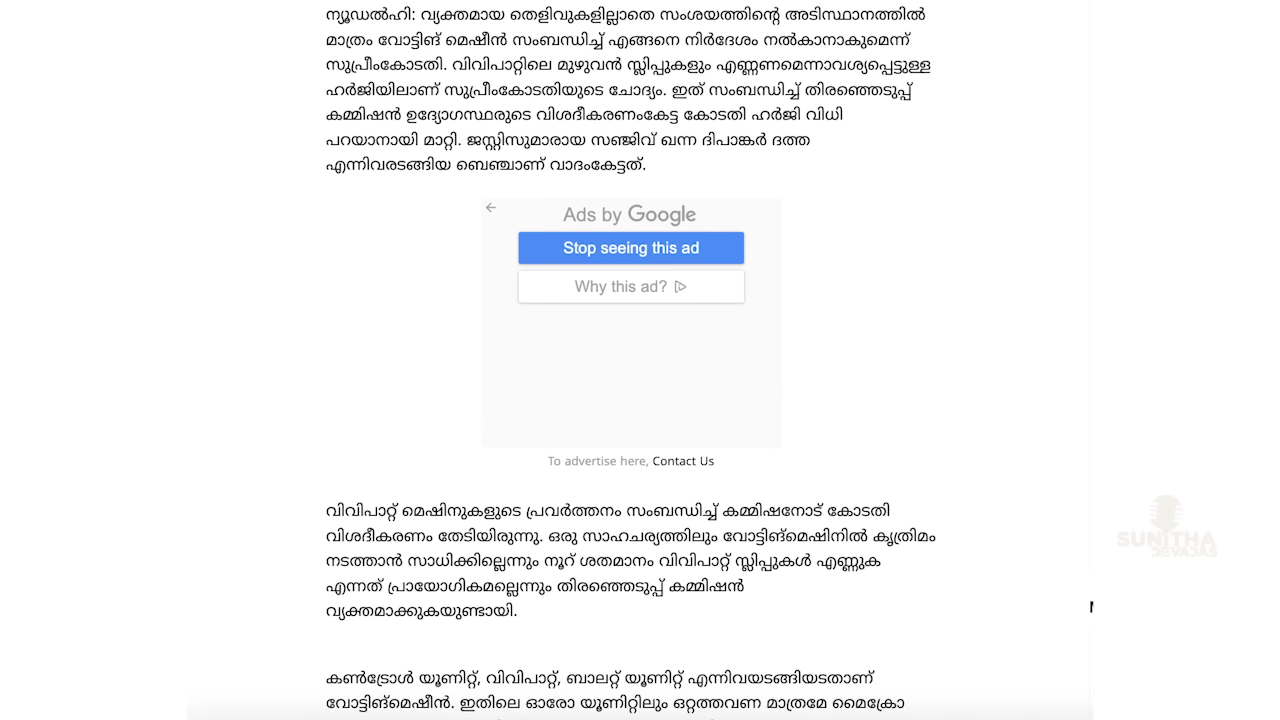 ന്യൂഡൽഹി: വ്യക്തമായ തെളിവുകളില്ലാതെ സംശയത്തിന്റെ അടിസ്ഥാനത്തിൽ
മാത്രം വോട്ടിങ് മെഷീൻ സംബന്ധിച്ച് എങ്ങനെ നിർദേശം നൽകാനാകുമെന്ന്
സുപ്രീംകോടതി. വിവിപാറ്റിലെ മുഴുവൻ സ്ലിപ്പുകളും എണ്ണണമെന്നാവശ്യപ്പെട്ടുള്ള
ഹർജിയിലാണ് സുപ്രീംകോടതിയുടെ ചോദ്യം. ഇത് സംബന്ധിച്ച് തിരഞ്ഞെടുപ്പ്
കമ്മിഷൻ ഉദ്യോഗസ്ഥരുടെ വിശദീകരണംകേട്ട കോടതി ഹർജി വിധി
പറയാനായി മാറ്റി. ജസ്റ്റിസുമാരായ സഞ്ജിവ് ഖന്ന ദിപാങ്കർ ദത്ത
എന്നിവരടങ്ങിയ ബെഞ്ചാണ് വാദംകേട്ടത്.
Ads by Google
Stop seeing this ad
Why this ad?
To advertise here, Contact Us
വിവിപാറ്റ് മെഷിനുകളുടെ പ്രവർത്തനം സംബന്ധിച്ച് കമ്മിഷനോട് കോടതി
വിശദീകരണം തേടിയിരുന്നു. ഒരു സാഹചര്യത്തിലും വോട്ടിങ്മെഷിനിൽ കൃത്രിമം
നടത്താൻ സാധിക്കില്ലെന്നും നൂറ് ശതമാനം വിവിപാറ്റ് സ്ലിപ്പുകൾ എണ്ണുക
എന്നത് പ്രായോഗികമല്ലെന്നും തിരഞ്ഞെടുപ്പ് കമ്മിഷൻ
വ്യക്തമാക്കുകയുണ്ടായി.
SUNITHA
DEVADAS
കൺട്രോൾ യൂണിറ്റ്, വിവിപാറ്റ്, ബാലറ്റ് യൂണിറ്റ് എന്നിവയടങ്ങിയടതാണ്
വോട്ടിങ്മെഷീൻ. ഇതിലെ ഓരോ യൂണിറ്റിലും ഒറ്റത്തവണ മാത്രമേ മൈക്രോ